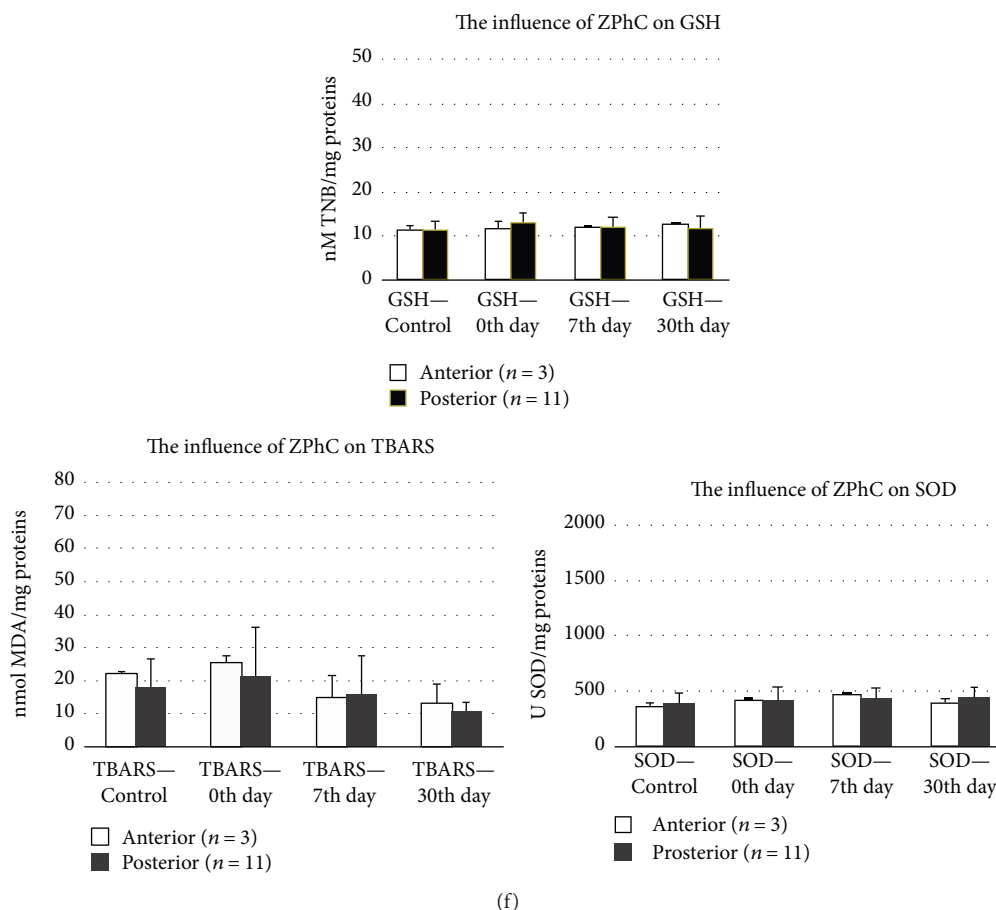 The influence of ZPhC on GSH
nM TNB/mg proteins
50
40
30
20
10
0
GSH—
Control
GSH—
0th day
GSH—
7th day
GSH—
30th day
Anterior (n = 3)
Posterior (n = 11)
The influence of ZPhC on TBARS
nmol MDA/mg proteins
80
70
60
50
40
30
20
10
0
TBARS—
Control
TBARS—
0th day
TBARS—
7th day
TBARS—
30th day
Anterior (n = 3)
Posterior (n = 11)
The influence of ZPhC on SOD
U SOD/mg proteins
2000
1500
1000
500
0
SOD—
Control
SOD—
0th day
SOD—
7th day
SOD—
30th day
Anterior (n = 3)
Prosterior (n = 11)
(f)